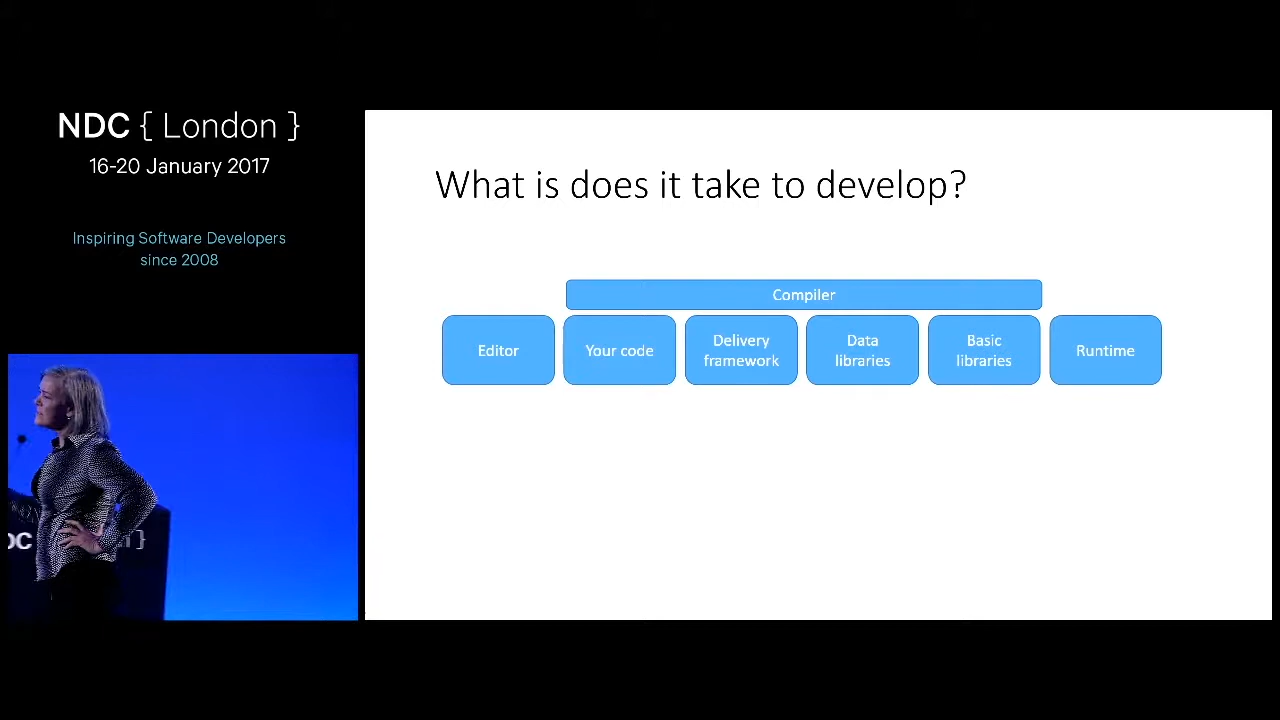 NDC { London }
16-20 January 2017
Inspiring Software Developers
since 2008
What is does it take to develop?
Compiler
Editor
Your code
Delivery
framework
Data
libraries
Basic
libraries
Runtime
DC
}